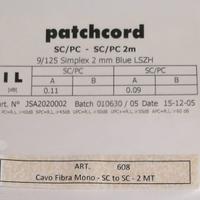 patchcord
SC/PC - SC/PC 2m
9/125 Simplex 2 mm Blue LSZH
IL
SC/PC SC/PC
A B A B
0.11 0.09
Art. N° JSA2020002 Batch 010630 / 05 Date 15-12-05
ART. 608
Cavo Fibra Mono - SC to SC - 2 MT